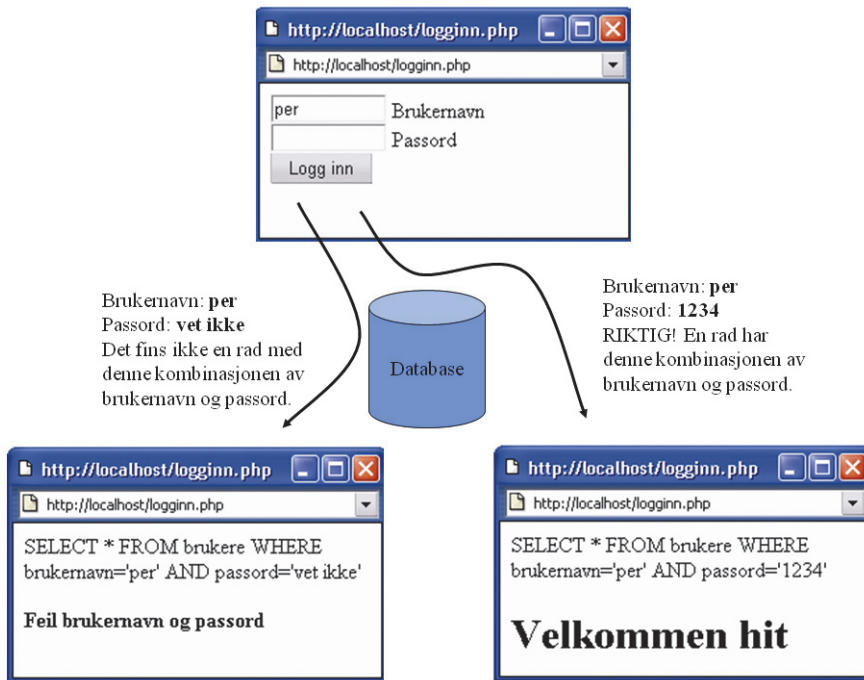 http://localhost/logginn.php
http://localhost/logginn.php
per Brukernavn
Passord
Logg inn
Brukernavn: per
Passord: vet ikke
Det fins ikke en rad med
denne kombinasjonen av
brukernavn og passord.
Database
Brukernavn: per
Passord: 1234
RIKTIG! En rad har
denne kombinasjonen av
brukernavn og passord.
http://localhost/logginn.php
http://localhost/logginn.php
SELECT * FROM brukere WHERE
brukernavn='per' AND passord='vet ikke'
Feil brukernavn og passord
http://localhost/logginn.php
http://localhost/logginn.php
SELECT * FROM brukere WHERE
brukernavn='per' AND passord='1234'
Velkommen hit